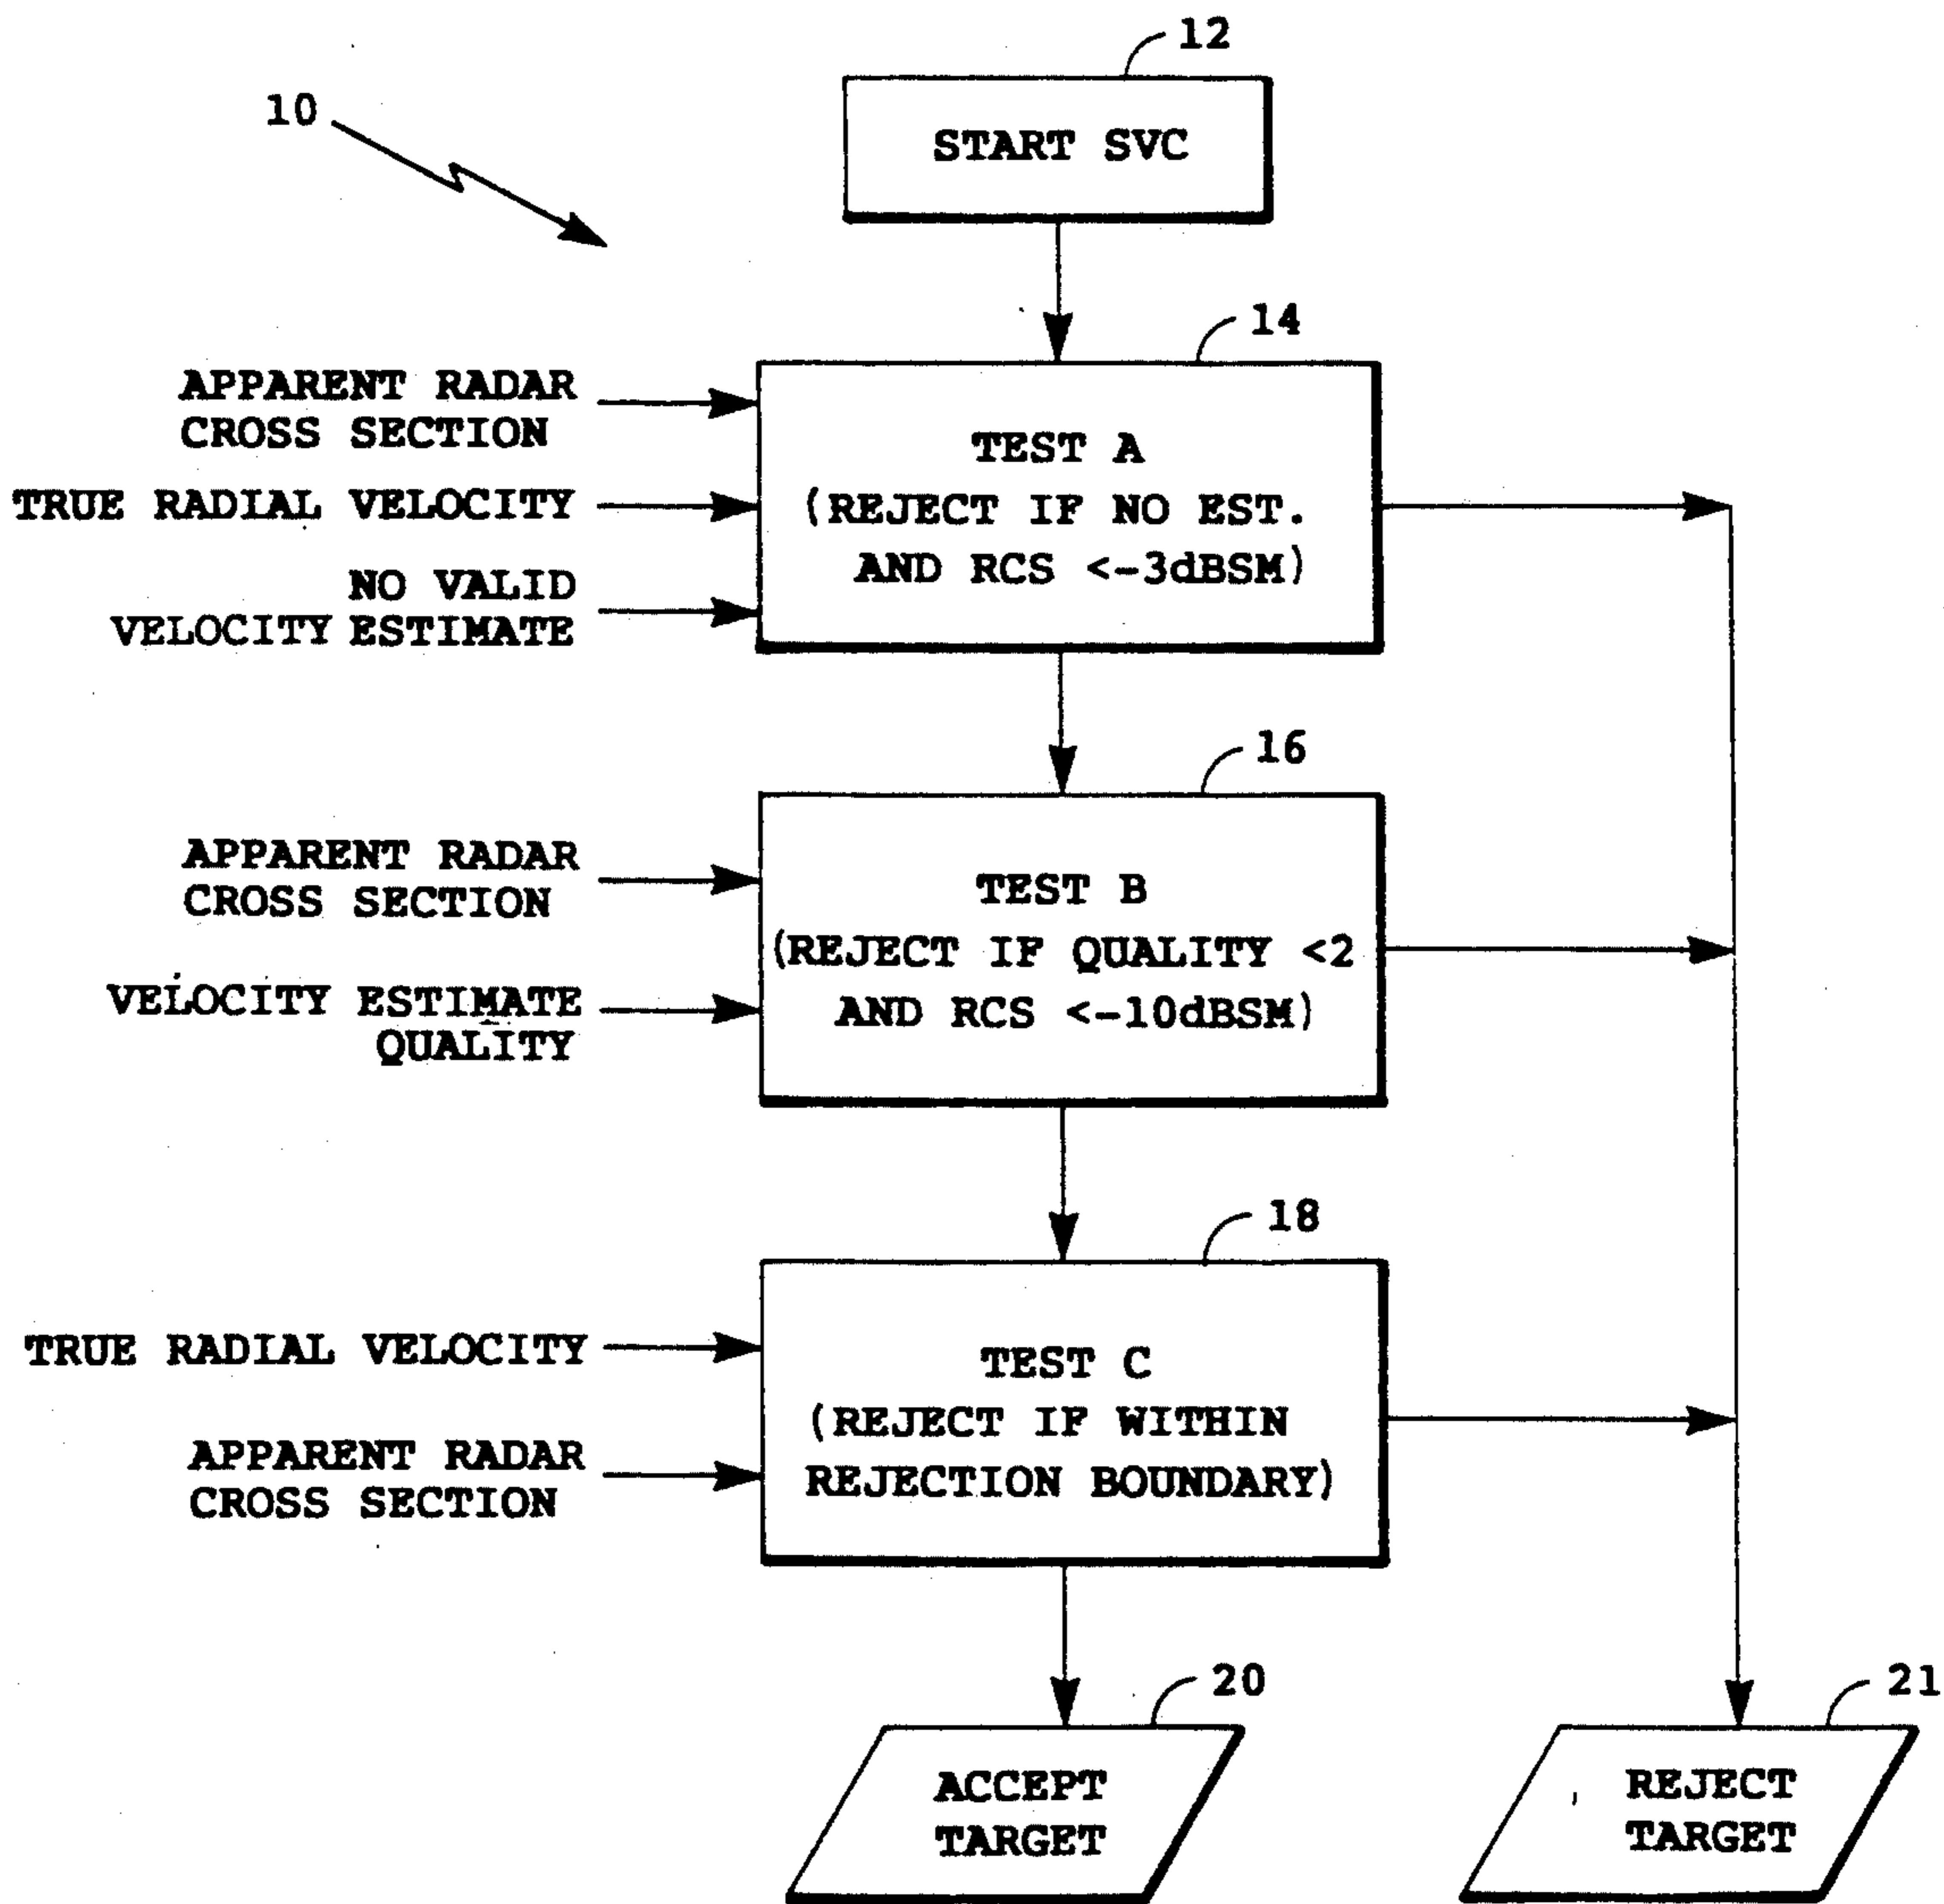 12
10
START SVC
14
APPARENT RADAR
CROSS SECTION
TRUE RADIAL VELOCITY
NO VALID
VELOCITY ESTIMATE
TEST A
(REJECT IF NO EST.
AND RCS <-3dBSM)
16
APPARENT RADAR
CROSS SECTION
VELOCITY ESTIMATE
QUALITY
TEST B
(REJECT IF QUALITY <2
AND RCS <-10dBSM)
18
TRUE RADIAL VELOCITY
APPARENT RADAR
CROSS SECTION
TEST C
(REJECT IF WITHIN
REJECTION BOUNDARY)
20
21
ACCEPT
TARGET
REJECT
TARGET